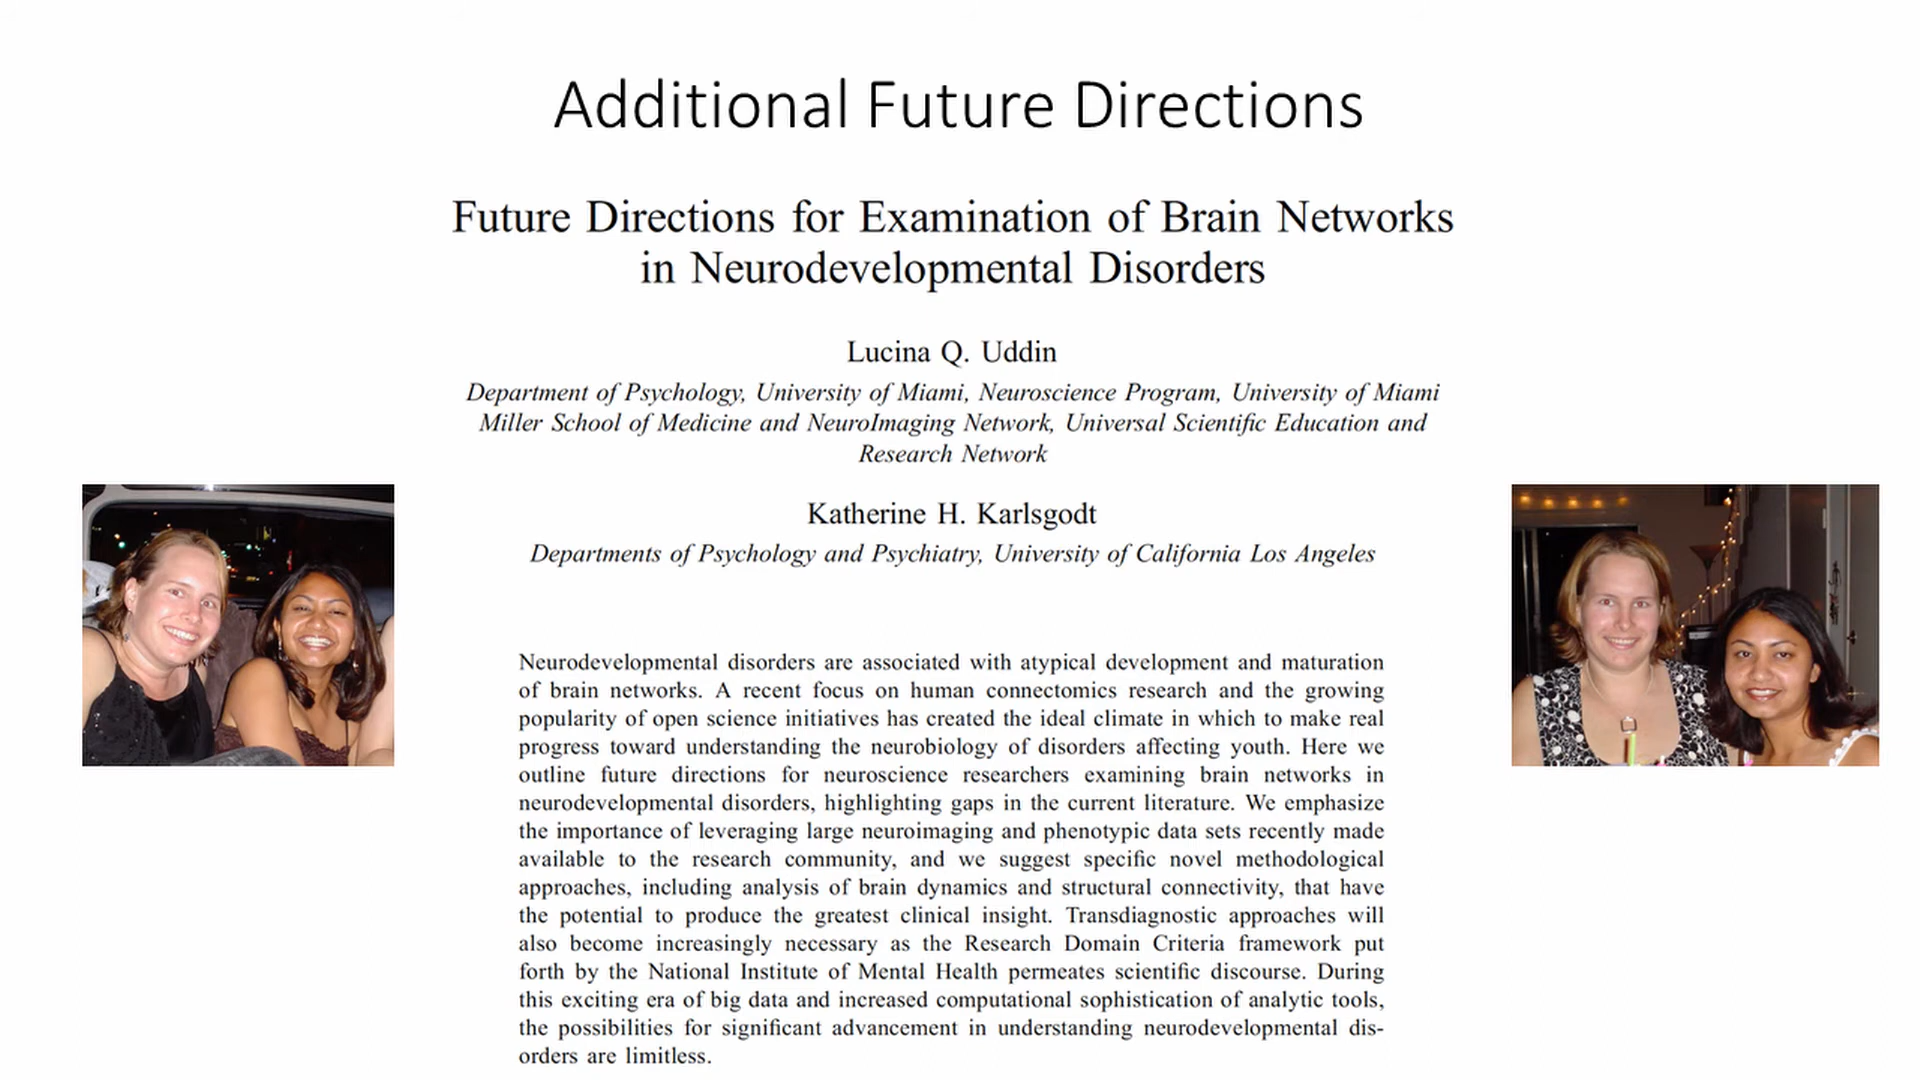 Additional Future Directions
Future Directions for Examination of Brain Networks
in Neurodevelopmental Disorders
Lucina Q. Uddin
Department of Psychology, University of Miami, Neuroscience Program, University of Miami
Miller School of Medicine and NeuroImaging Network, Universal Scientific Education and
Research Network
Katherine H. Karlsgodt
Departments of Psychology and Psychiatry, University of California Los Angeles
Neurodevelopmental disorders are associated with atypical development and maturation
of brain networks. A recent focus on human connectomics research and the growing
popularity of open science initiatives has created the ideal climate in which to make real
progress toward understanding the neurobiology of disorders affecting youth. Here we
outline future directions for neuroscience researchers examining brain networks in
neurodevelopmental disorders, highlighting gaps in the current literature. We emphasize
the importance of leveraging large neuroimaging and phenotypic data sets recently made
available to the research community, and we suggest specific novel methodological
approaches, including analysis of brain dynamics and structural connectivity, that have
the potential to produce the greatest clinical insight. Transdiagnostic approaches will
also become increasingly necessary as the Research Domain Criteria framework put
forth by the National Institute of Mental Health permeates scientific discourse. During
this exciting era of big data and increased computational sophistication of analytic tools,
the possibilities for significant advancement in understanding neurodevelopmental dis-
orders are limitless.